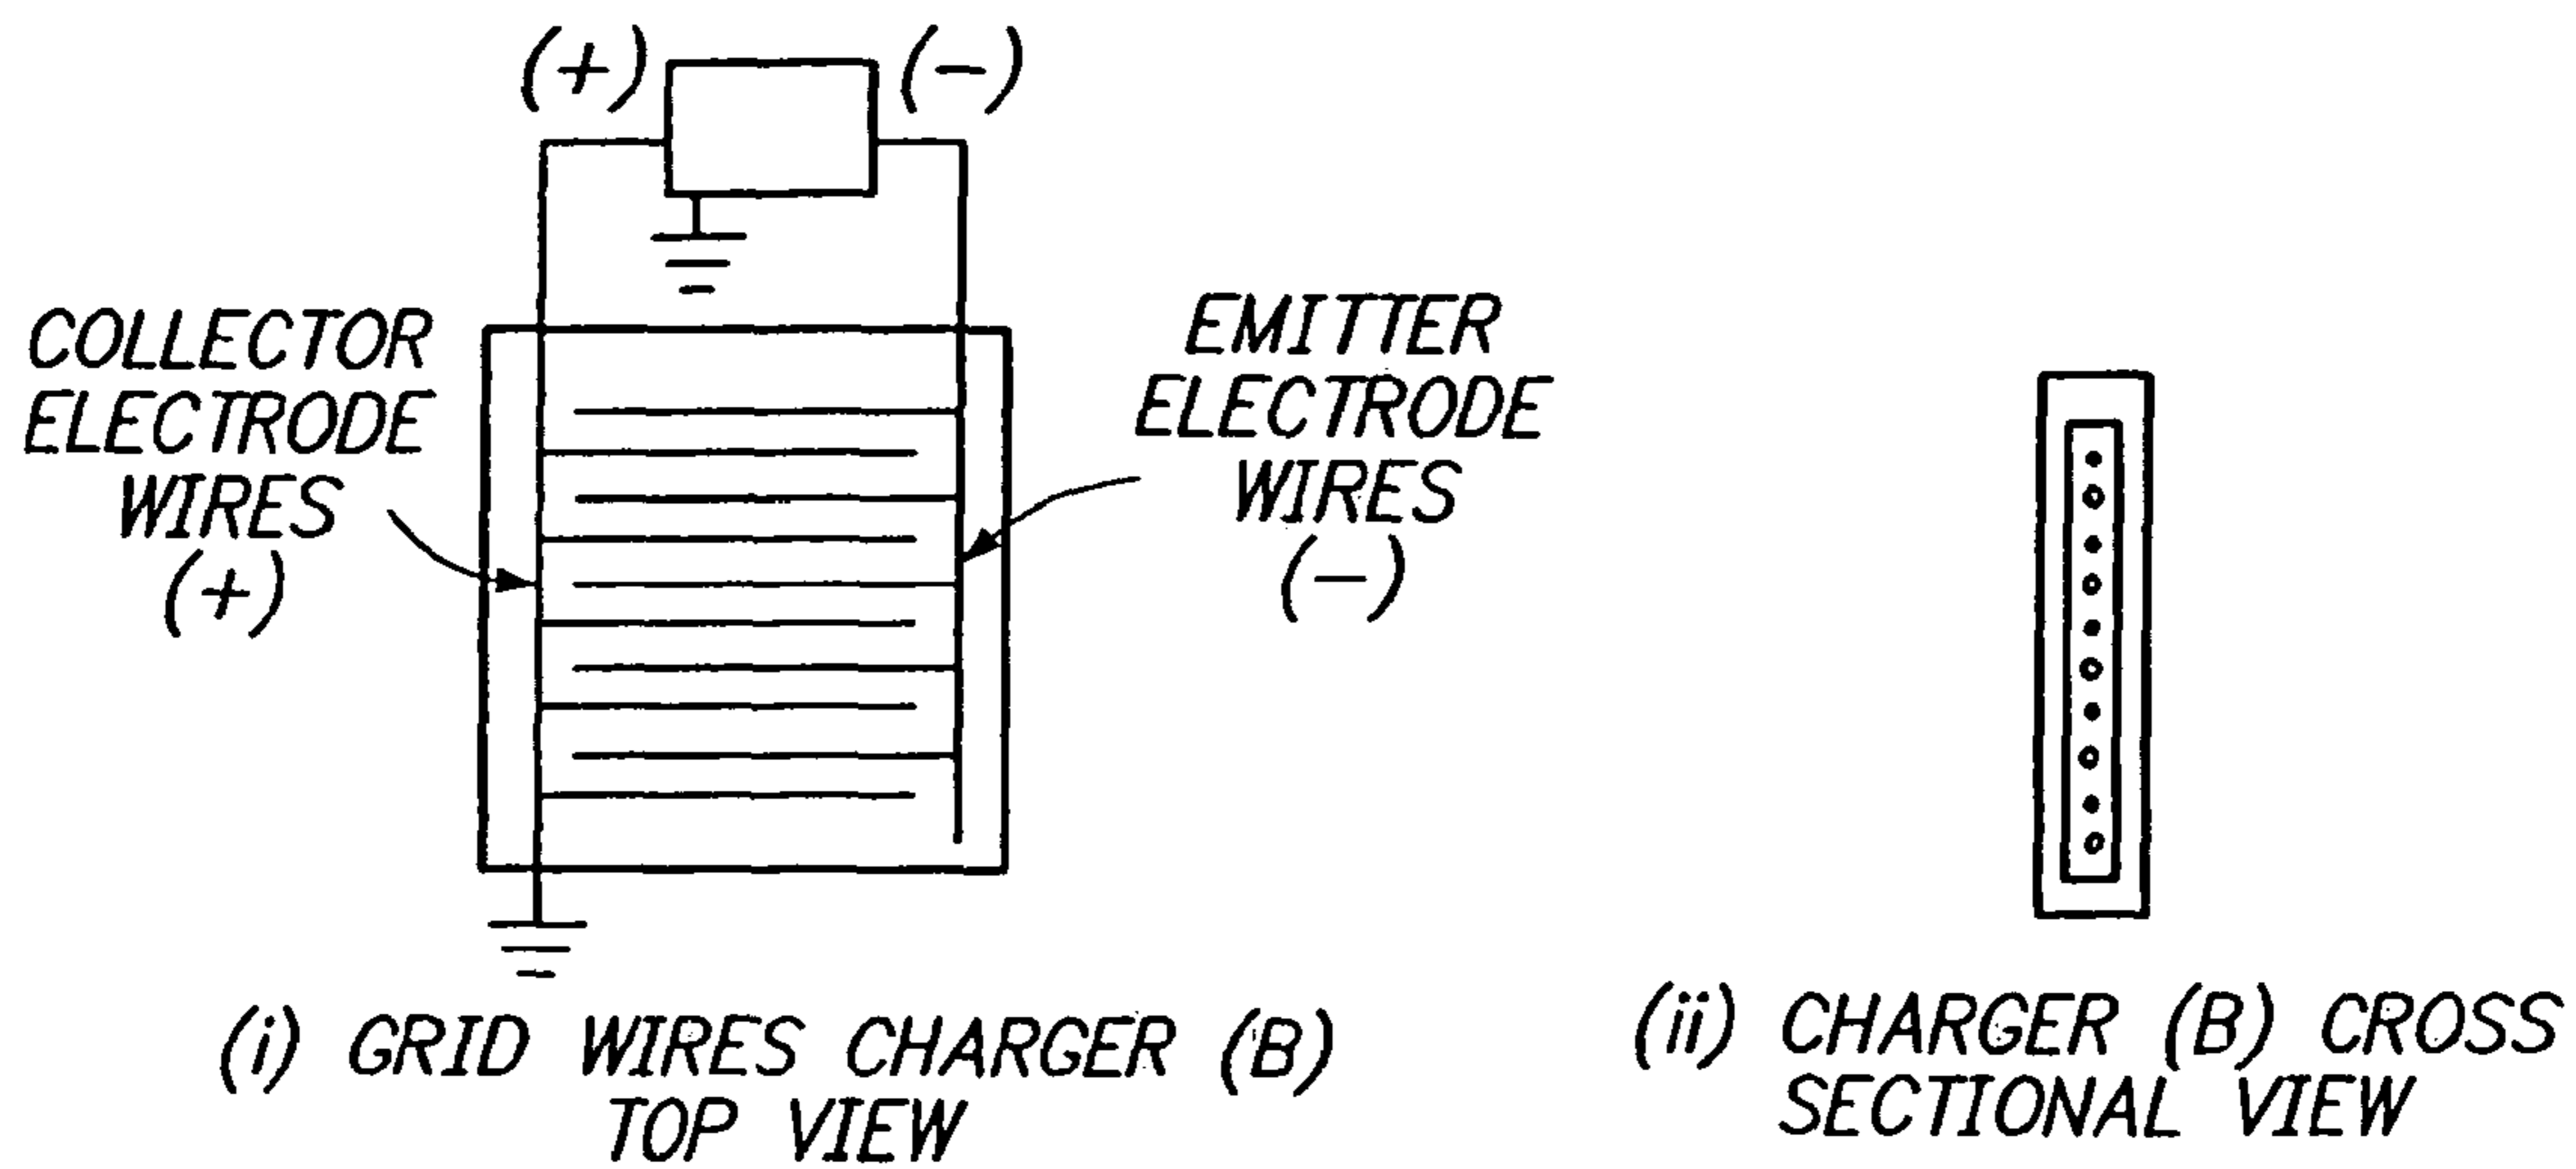 (+)
(-)
COLLECTOR
ELECTRODE
WIRES
(+)
EMITTER
ELECTRODE
WIRES
(-)
(i) GRID WIRES CHARGER (B)
TOP VIEW
(ii) CHARGER (B) CROSS
SECTIONAL VIEW